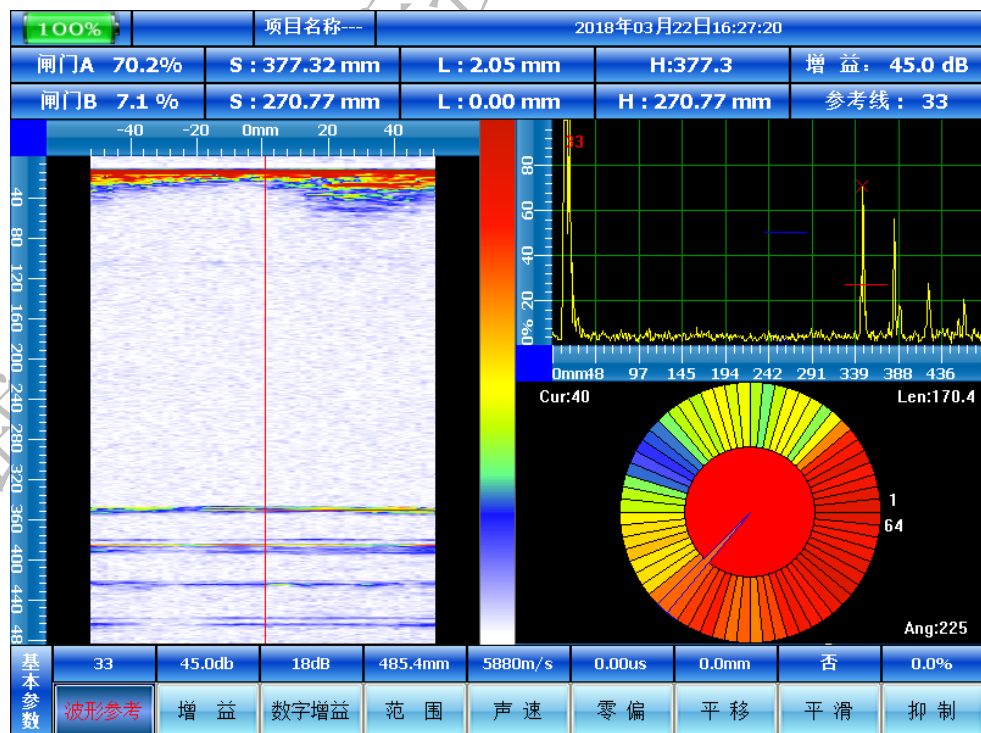 100%
项目名称---
2018年03月22日16:27:20
闸门A 70.2%
S : 377.32 mm
L : 2.05 mm
H:377.3
增 益: 45.0 dB
闸门B 7.1 %
S : 270.77 mm
L : 0.00 mm
H : 270.77 mm
参考线 : 33
-40 -20 0mm 20 40
40
80
120
160
200
240
280
320
360
400
440
48
33
80
60
40
20
0%
0mm48 97 145 194 242 291 339 388 436
Cur:40
Len:170.4
1
64
Ang:225
基本参数
33 45.0db 18dB 485.4mm 5880m/s 0.00us 0.0mm 否 0.0%
波形参考 增 益 数字增益 范 围 声 速 零 偏 平 移 平 滑 抑 制